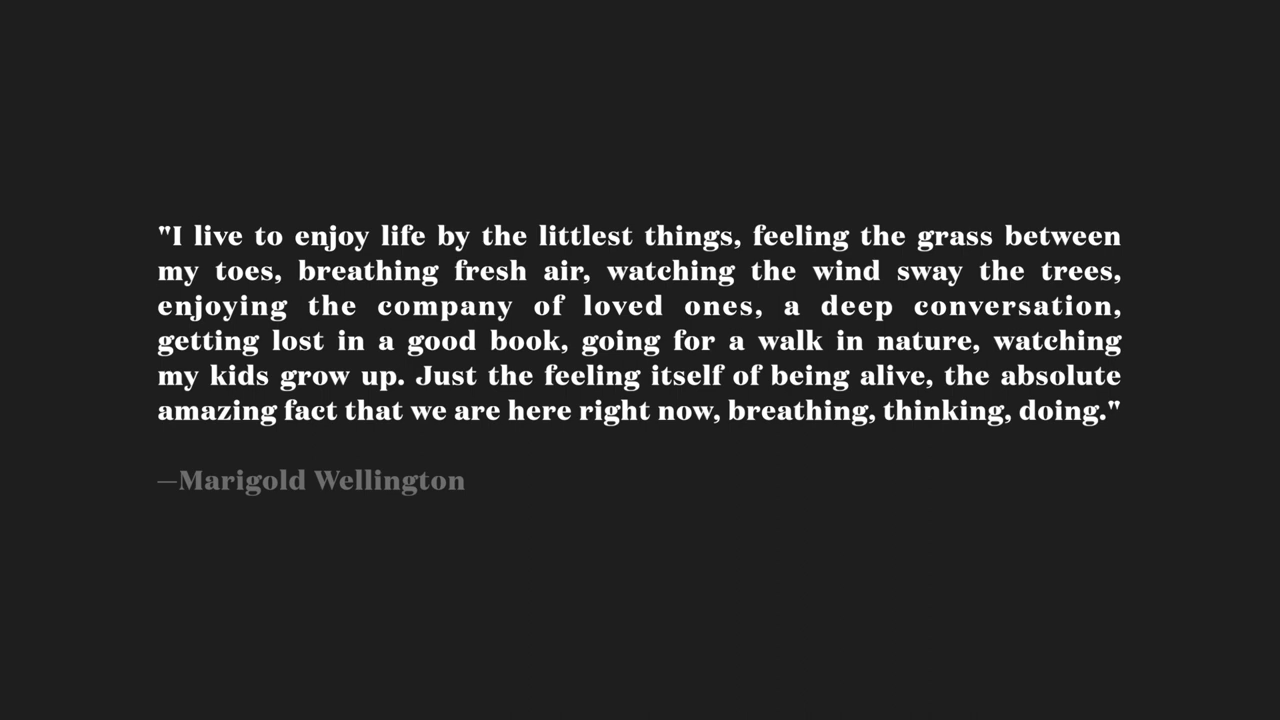 "I live to enjoy life by the littlest things, feeling the grass between
my toes, breathing fresh air, watching the wind sway the trees,
enjoying the company of loved ones, a deep conversation,
getting lost in a good book, going for a walk in nature, watching
my kids grow up. Just the feeling itself of being alive, the absolute
amazing fact that we are here right now, breathing, thinking, doing."
—Marigold Wellington